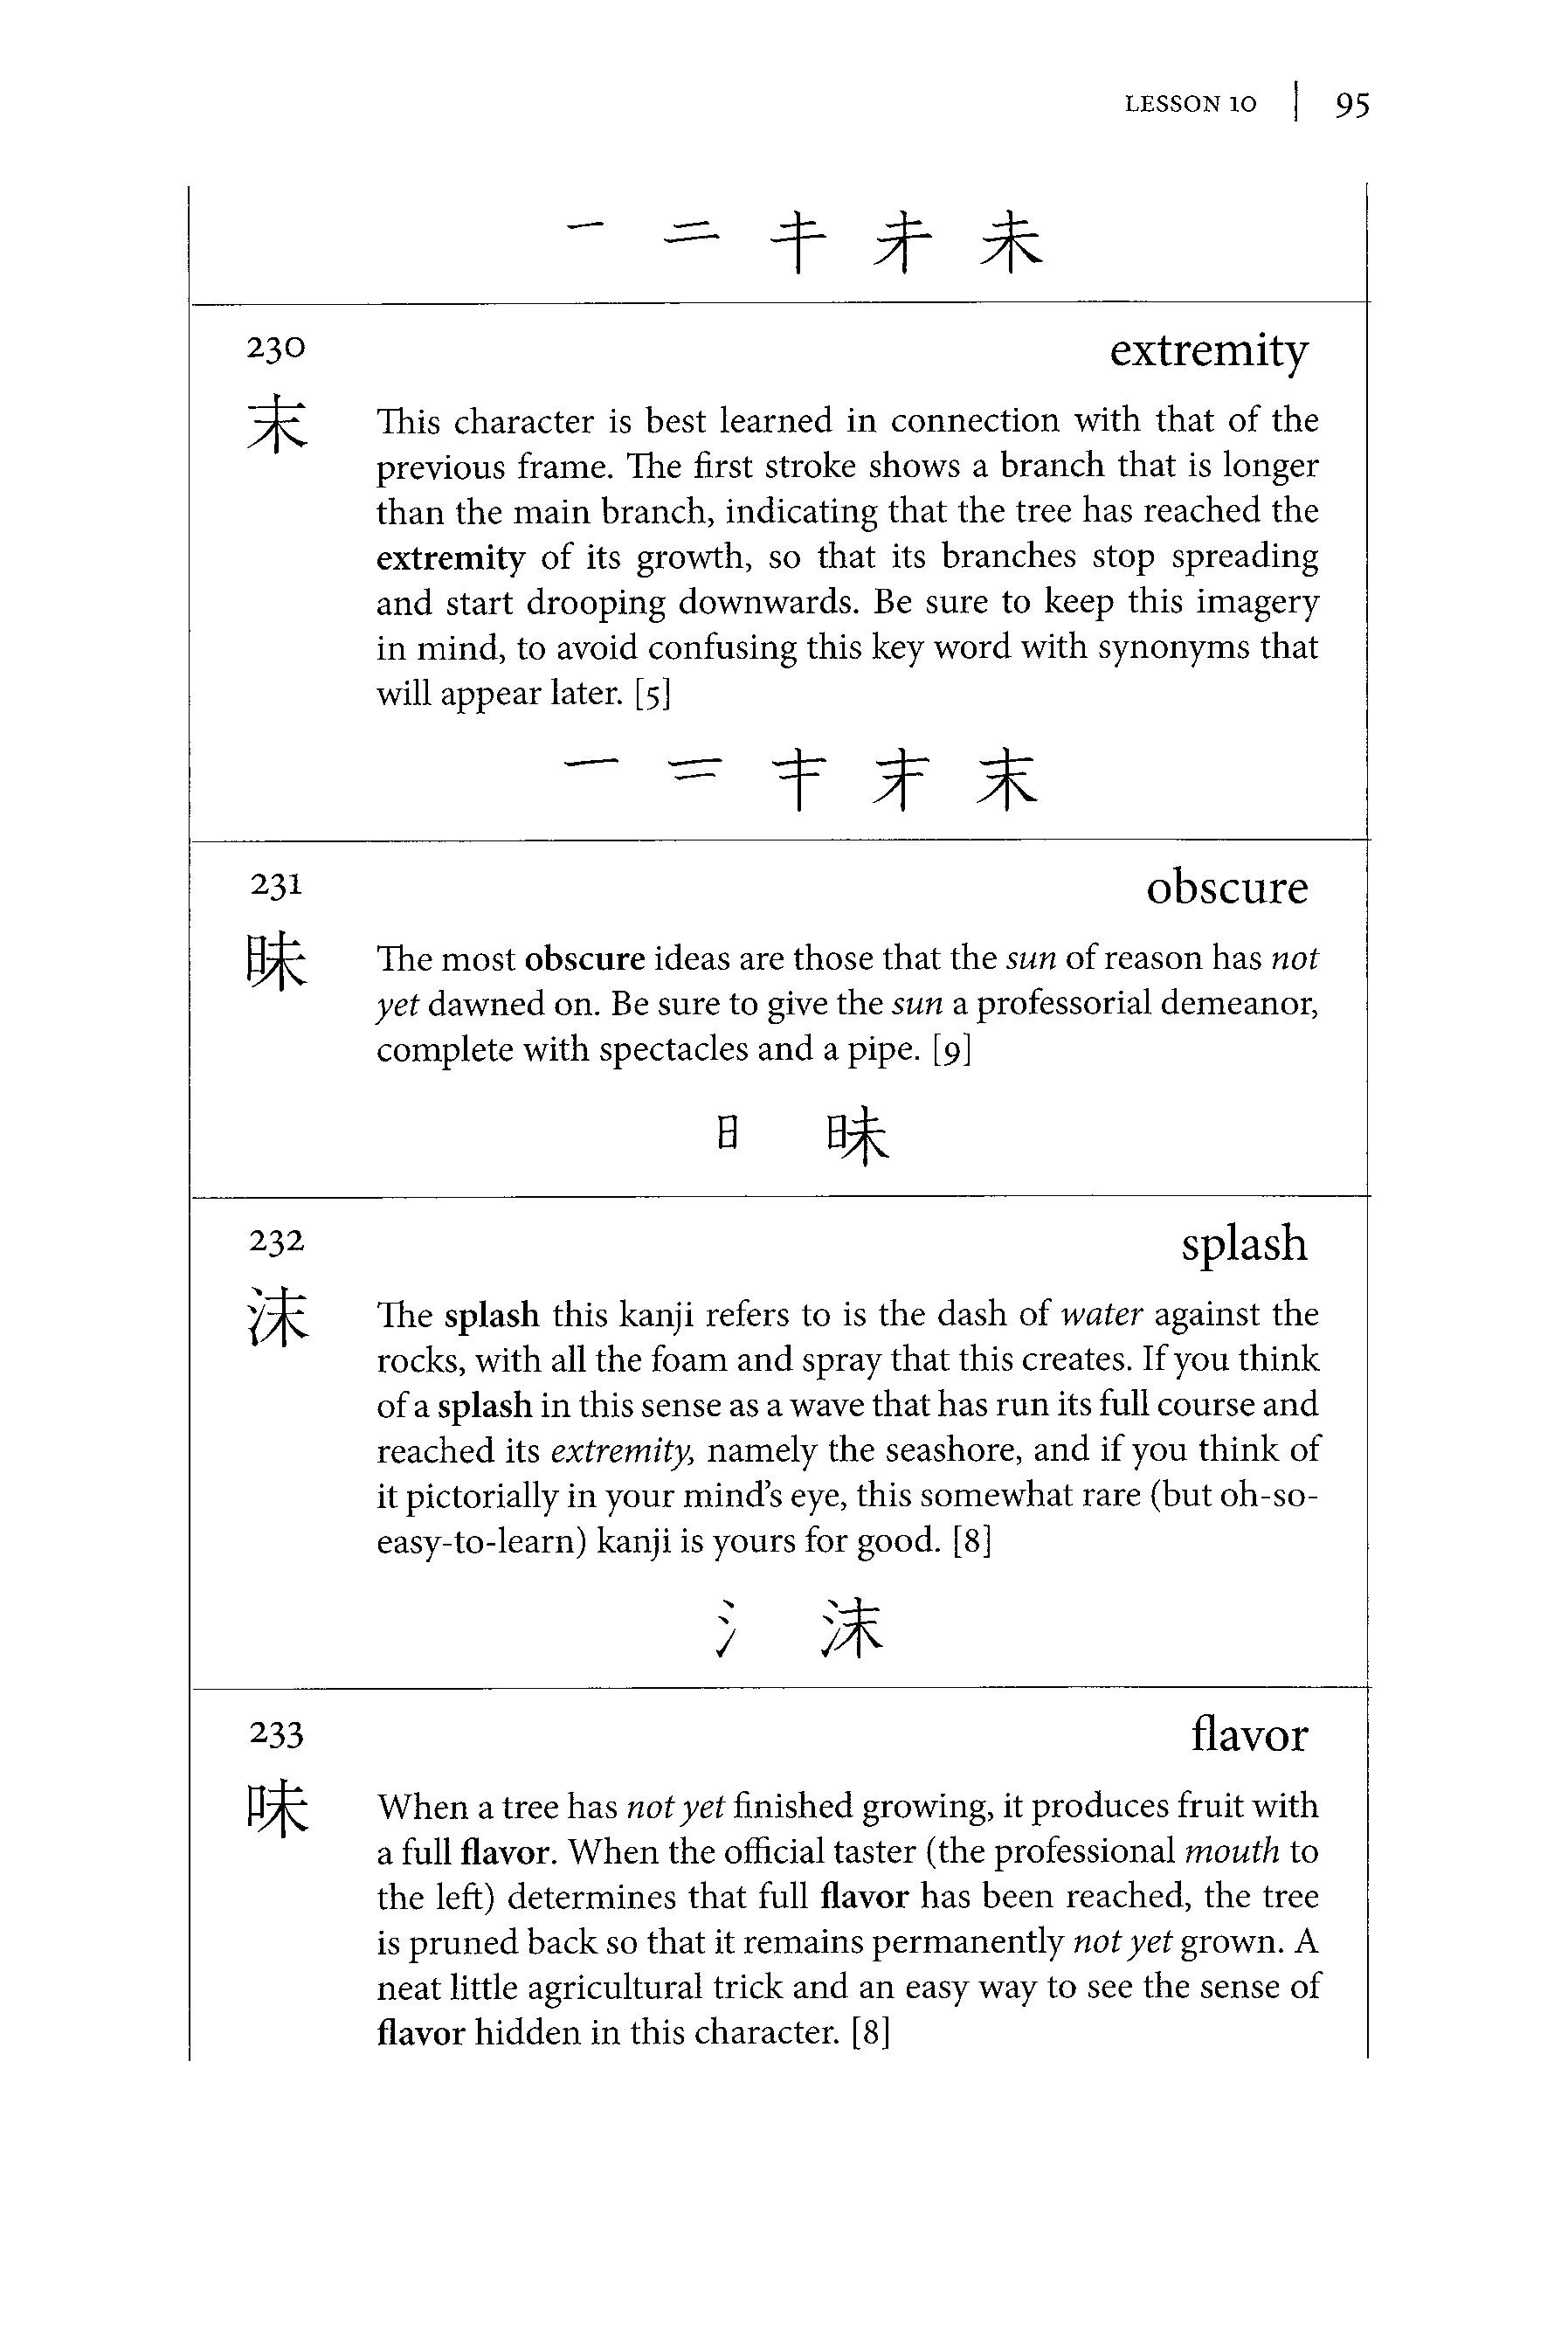 LESSON 10 | 95
一 二 キ 才 未
230 extremity
末 This character is best learned in connection with that of the
previous frame. The first stroke shows a branch that is longer
than the main branch, indicating that the tree has reached the
extremity of its growth, so that its branches stop spreading
and start drooping downwards. Be sure to keep this imagery
in mind, to avoid confusing this key word with synonyms that
will appear later. [5]
一 二 末
231 obscure
昧 The most obscure ideas are those that the sun of reason has not
yet dawned on. Be sure to give the sun a professorial demeanor,
complete with spectacles and a pipe. [9]
日 昧
232 splash
沫 The splash this kanji refers to is the dash of water against the
rocks, with all the foam and spray that this creates. If you think
of a splash in this sense as a wave that has run its full course and
reached its extremity, namely the seashore, and if you think of
it pictorially in your mind's eye, this somewhat rare (but oh-so-
easy-to-learn) kanji is yours for good. [8]
氵 沫
233 flavor
味 When a tree has not yet finished growing, it produces fruit with
a full flavor. When the official taster (the professional mouth to
the left) determines that full flavor has been reached, the tree
is pruned back so that it remains permanently not yet grown. A
neat little agricultural trick and an easy way to see the sense of
flavor hidden in this character. [8]